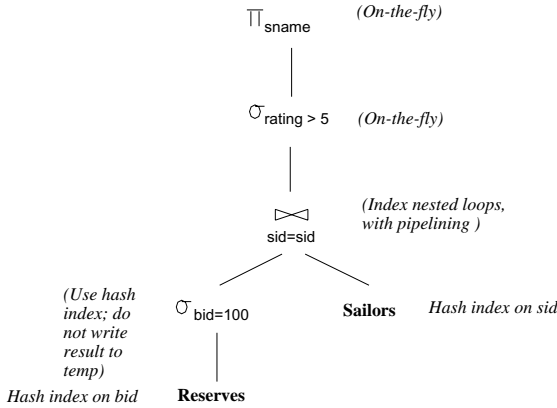 π sname (On-the-fly)
σ rating > 5 (On-the-fly)
⋈ sid=sid
(Index nested loops,
with pipelining )
(Use hash
index; do
not write
result to
temp)
σ bid=100
Sailors
Hash index on sid
Hash index on bid
Reserves